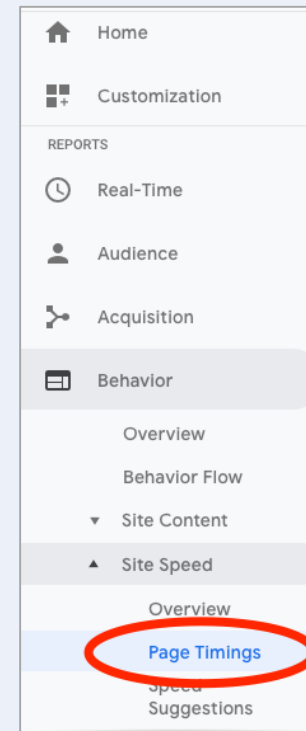 Home
Customization
REPORTS
Real-Time
Audience
Acquisition
Behavior
Overview
Behavior Flow
Site Content
Site Speed
Overview
Page Timings
Speed
Suggestions